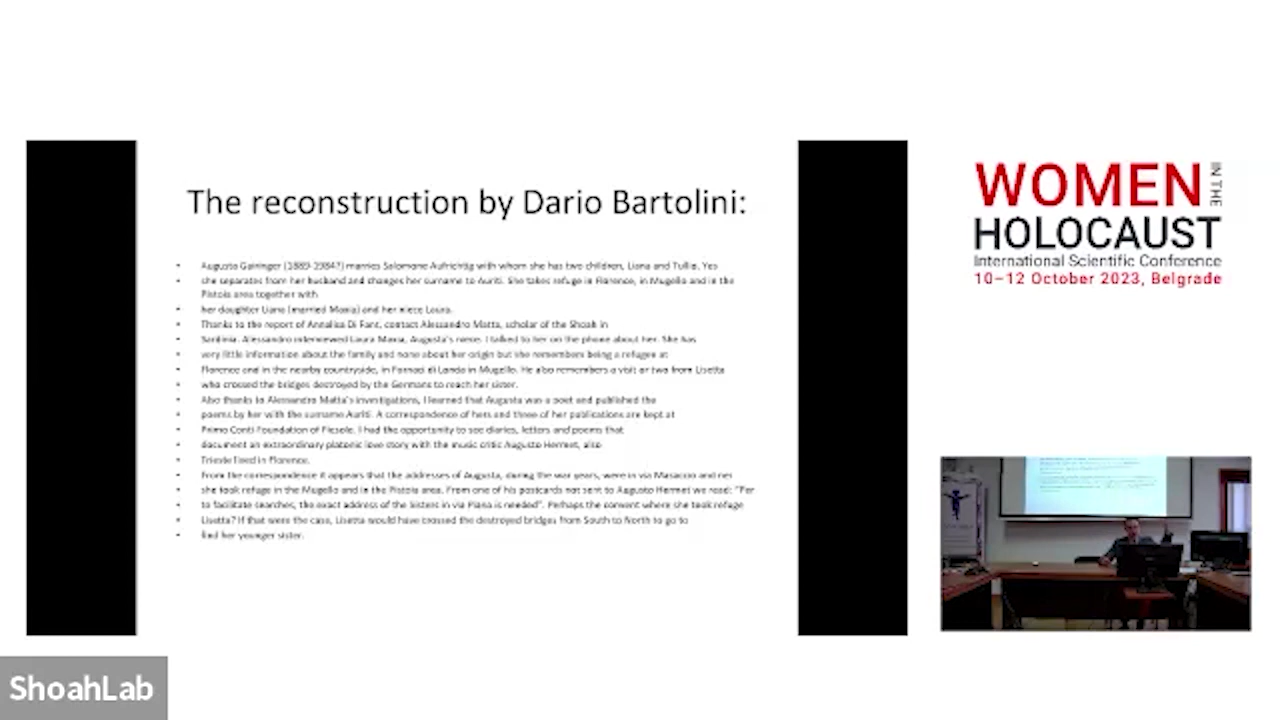 The reconstruction by Dario Bartolini:
• Augusta Gairinger (1889-1984?) marries Salomone Aufrichtig with whom she has two children, Liana and Tullio. Yes
• she separates from her husband and changes her surname to Auriti. She takes refuge in Florence, in Mugello and in the
Pistoia area together with
• her daughter Liana (married Maxia) and her niece Laura.
• Thanks to the report of Annalisa Di Fant, contact Alessandro Matta, scholar of the Shoah in
• Sardinia. Alessandro interviewed Laura Maxia, Augusta's niece. I talked to her on the phone about her. She has
• very little information about the family and none about her origin but she remembers being a refugee at
• Florence and in the nearby countryside, in Fornaci di Landa in Mugello. He also remembers a visit or two from Lisetta
• who crossed the bridges destroyed by the Germans to reach her sister.
• Also thanks to Alessandro Matta's investigations, I learned that Augusta was a poet and published the
• poems by her with the surname Auriti. A correspondence of hers and three of her publications are kept at
• Primo Conti Foundation of Fiesole. I had the opportunity to see diaries, letters and poems that
• document an extraordinary platonic love story with the music critic Augusto Hermet, also
• Trieste lived in Florence.
• From the correspondence it appears that the addresses of Augusta, during the war years, were in via Masaccio and
• she took refuge in the Mugello and in the Pistoia area. From one of his postcards not sent to Augusto Hermet we read: "Per
• to facilitate searches, the exact address of the Sisters in via Piana is needed". Perhaps the convent where she took refuge
• Lisetta? If that were the case, Lisetta would have crossed the destroyed bridges from South to North to go to
• find her younger sister.
WOMEN IN THE
HOLOCAUST
International Scientific Conference
10–12 October 2023, Belgrade
ShoahLab